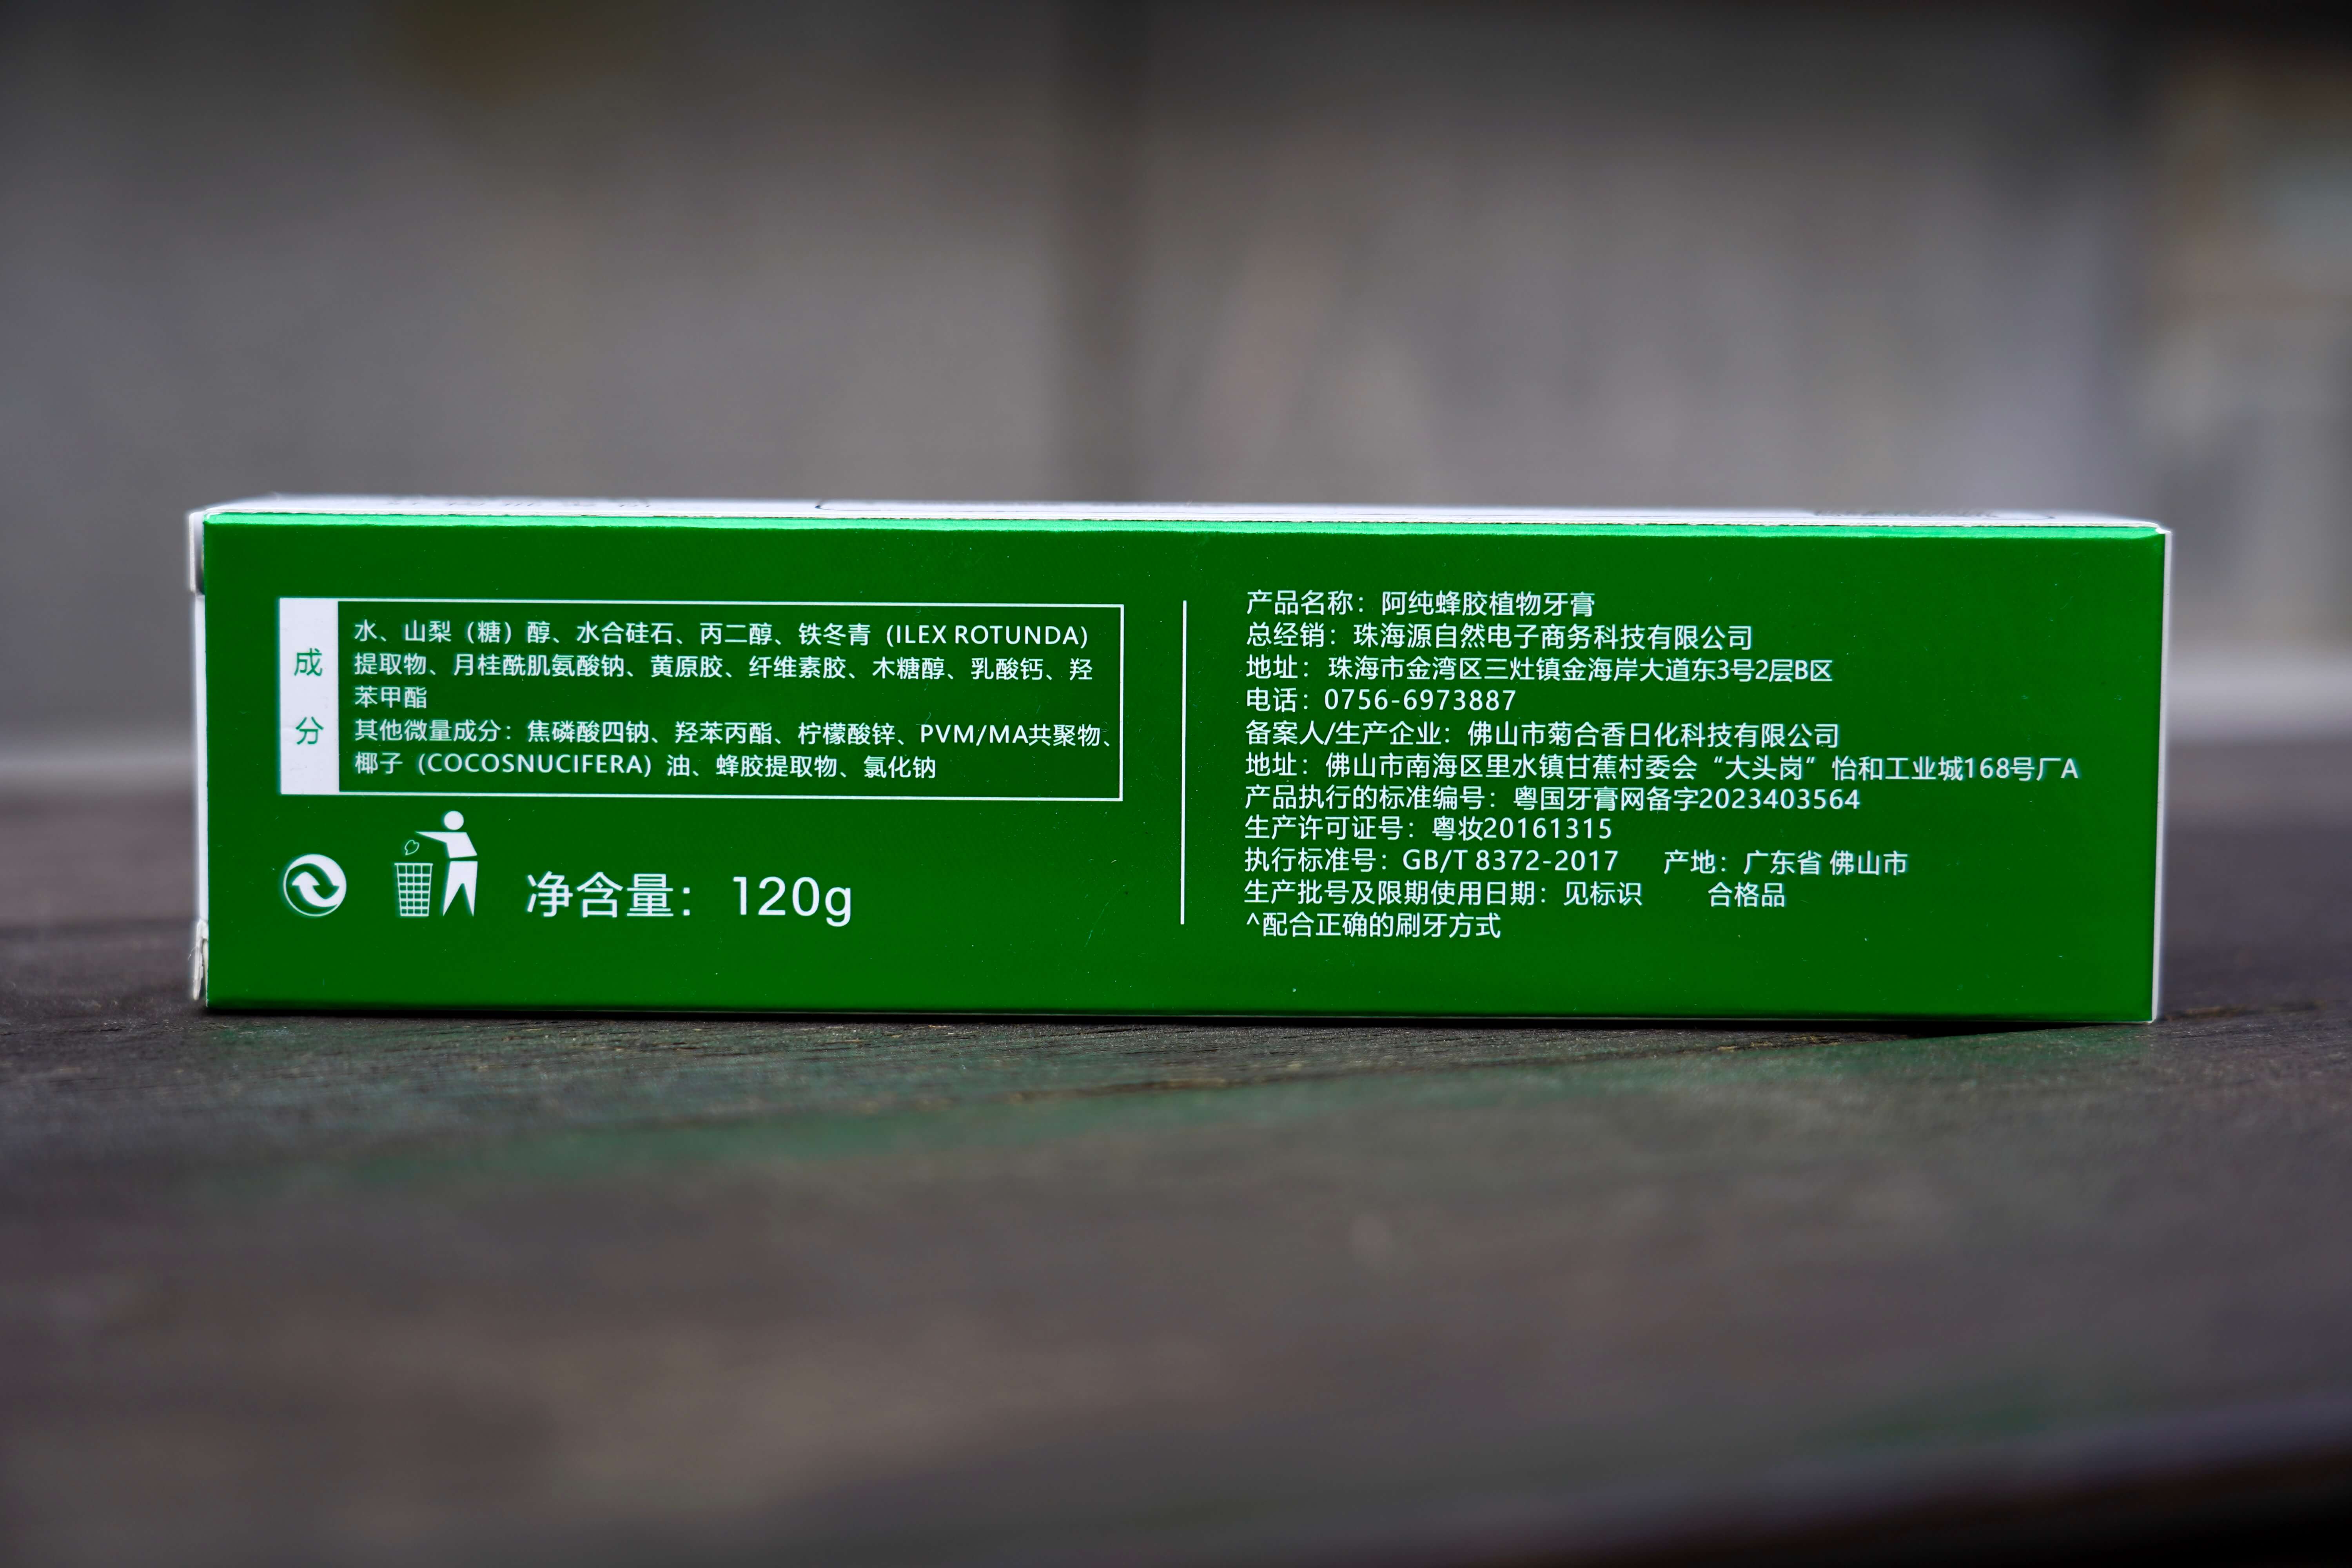 成分
水、山梨（糖）醇、水合硅石、丙二醇、铁冬青（ILEX ROTUNDA）
提取物、月桂酰肌氨酸钠、黄原胶、纤维素胶、木糖醇、乳酸钙、羟
苯甲酯
其他微量成分：焦磷酸四钠、羟苯丙酯、柠檬酸锌、PVM/MA共聚物、
椰子（COCOSNUCIFERA）油、蜂胶提取物、氯化钠
净含量：120g
产品名称：阿纯蜂胶植物牙膏
总经销：珠海源自然电子商务科技有限公司
地址：珠海市金湾区三灶镇金海岸大道东3号2层B区
电话：0756-6973887
备案人/生产企业：佛山市菊合香日化科技有限公司
地址：佛山市南海区里水镇甘蕉村委会“大头岗”怡和工业城168号厂A
产品执行的标准编号：粤国牙膏网备字2023403564
生产许可证号：粤妆20161315
执行标准号：GB/T 8372-2017 产地：广东省 佛山市
生产批号及限期使用日期：见标识 合格品
^配合正确的刷牙方式